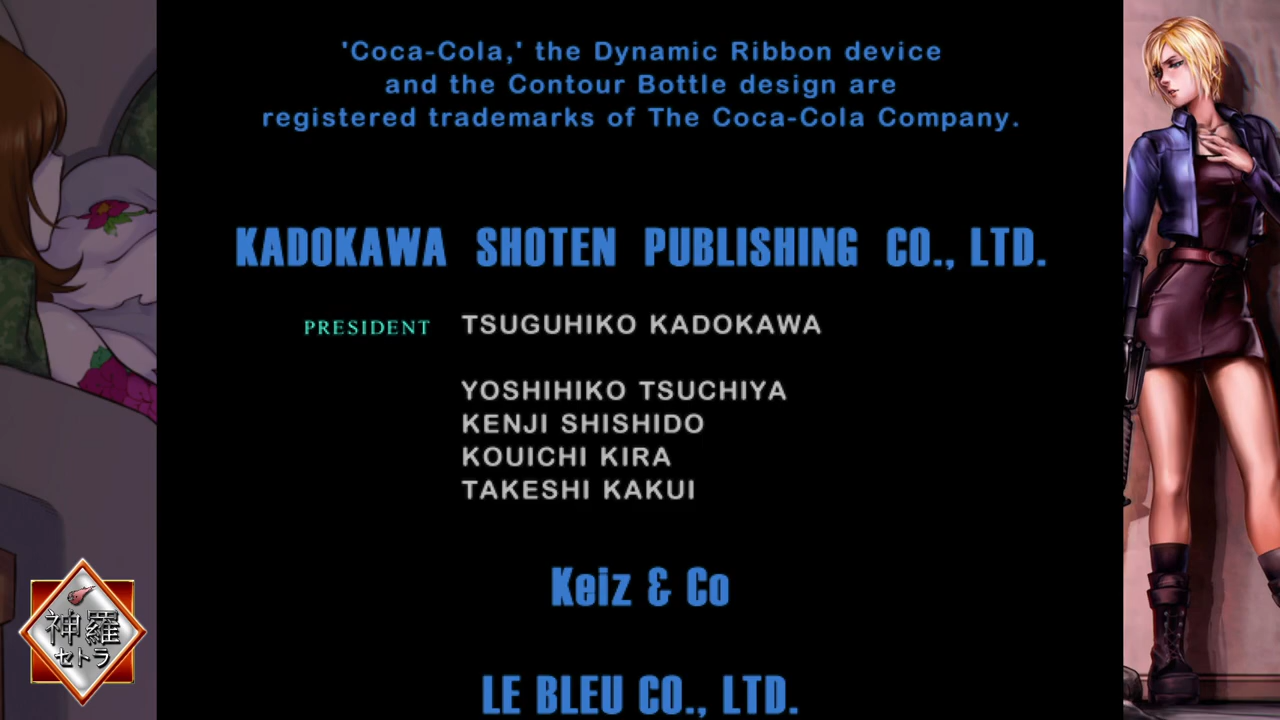 'Coca-Cola,' the Dynamic Ribbon device
and the Contour Bottle design are
registered trademarks of The Coca-Cola Company.
KADOKAWA SHOTEN PUBLISHING CO., LTD.
PRESIDENT TSUGUHIKO KADOKAWA
YOSHIHIKO TSUCHIYA
KENJI SHISHIDO
KOUICHI KIRA
TAKESHI KAKUI
Keiz & Co
LE BLEU CO., LTD.
神羅
セトラ